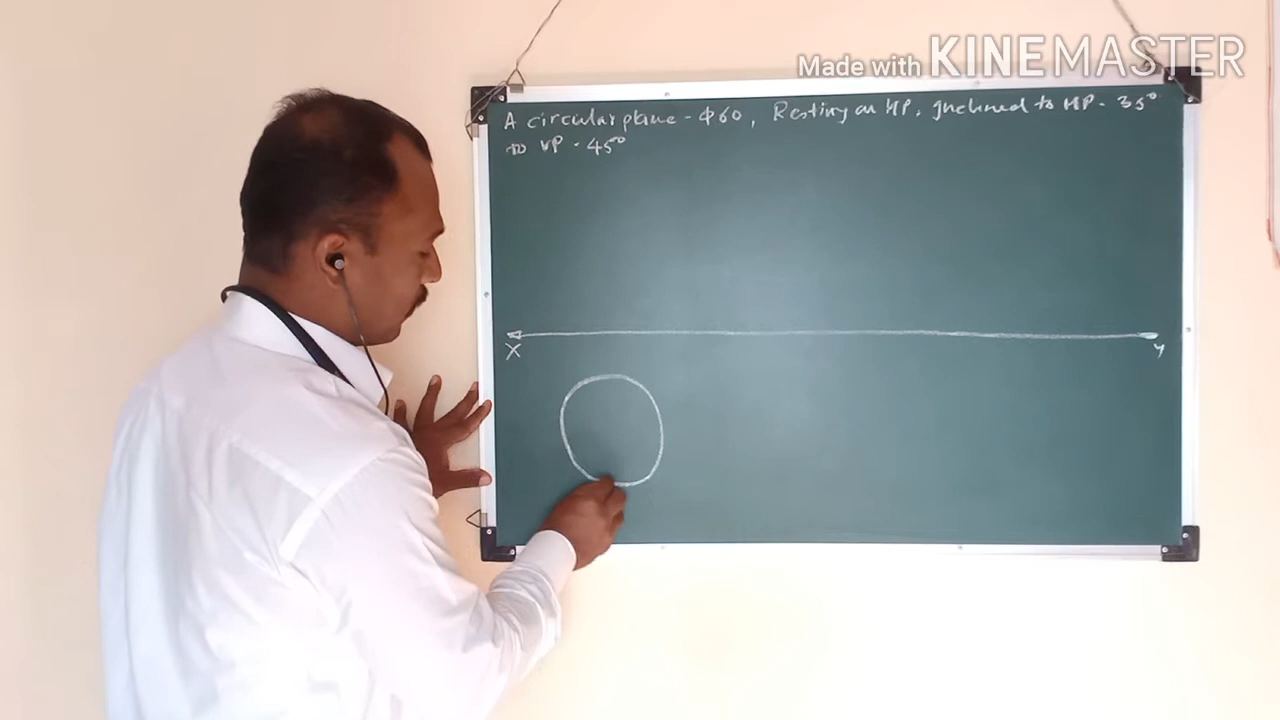 Made with KINEMASTER
A circular plane - Φ60, Resting on HP, Inclined to HP - 35°
to VP - 45°
X
Y